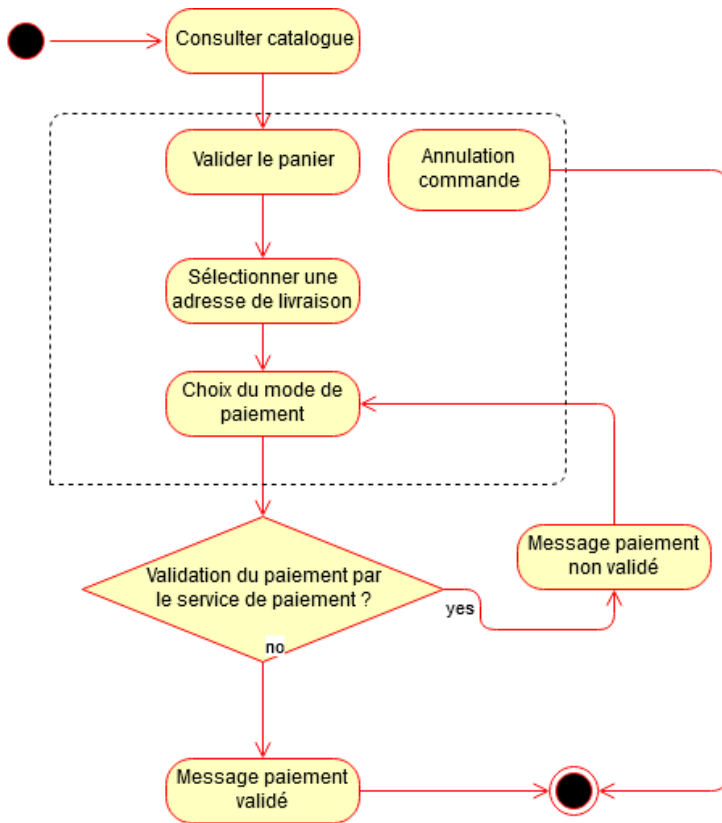 Consulter catalogue
Valider le panier
Annulation
commande
Sélectionner une
adresse de livraison
Choix du mode de
paiement
Message paiement
non validé
Validation du paiement par
le service de paiement ?
yes
no
Message paiement
validé